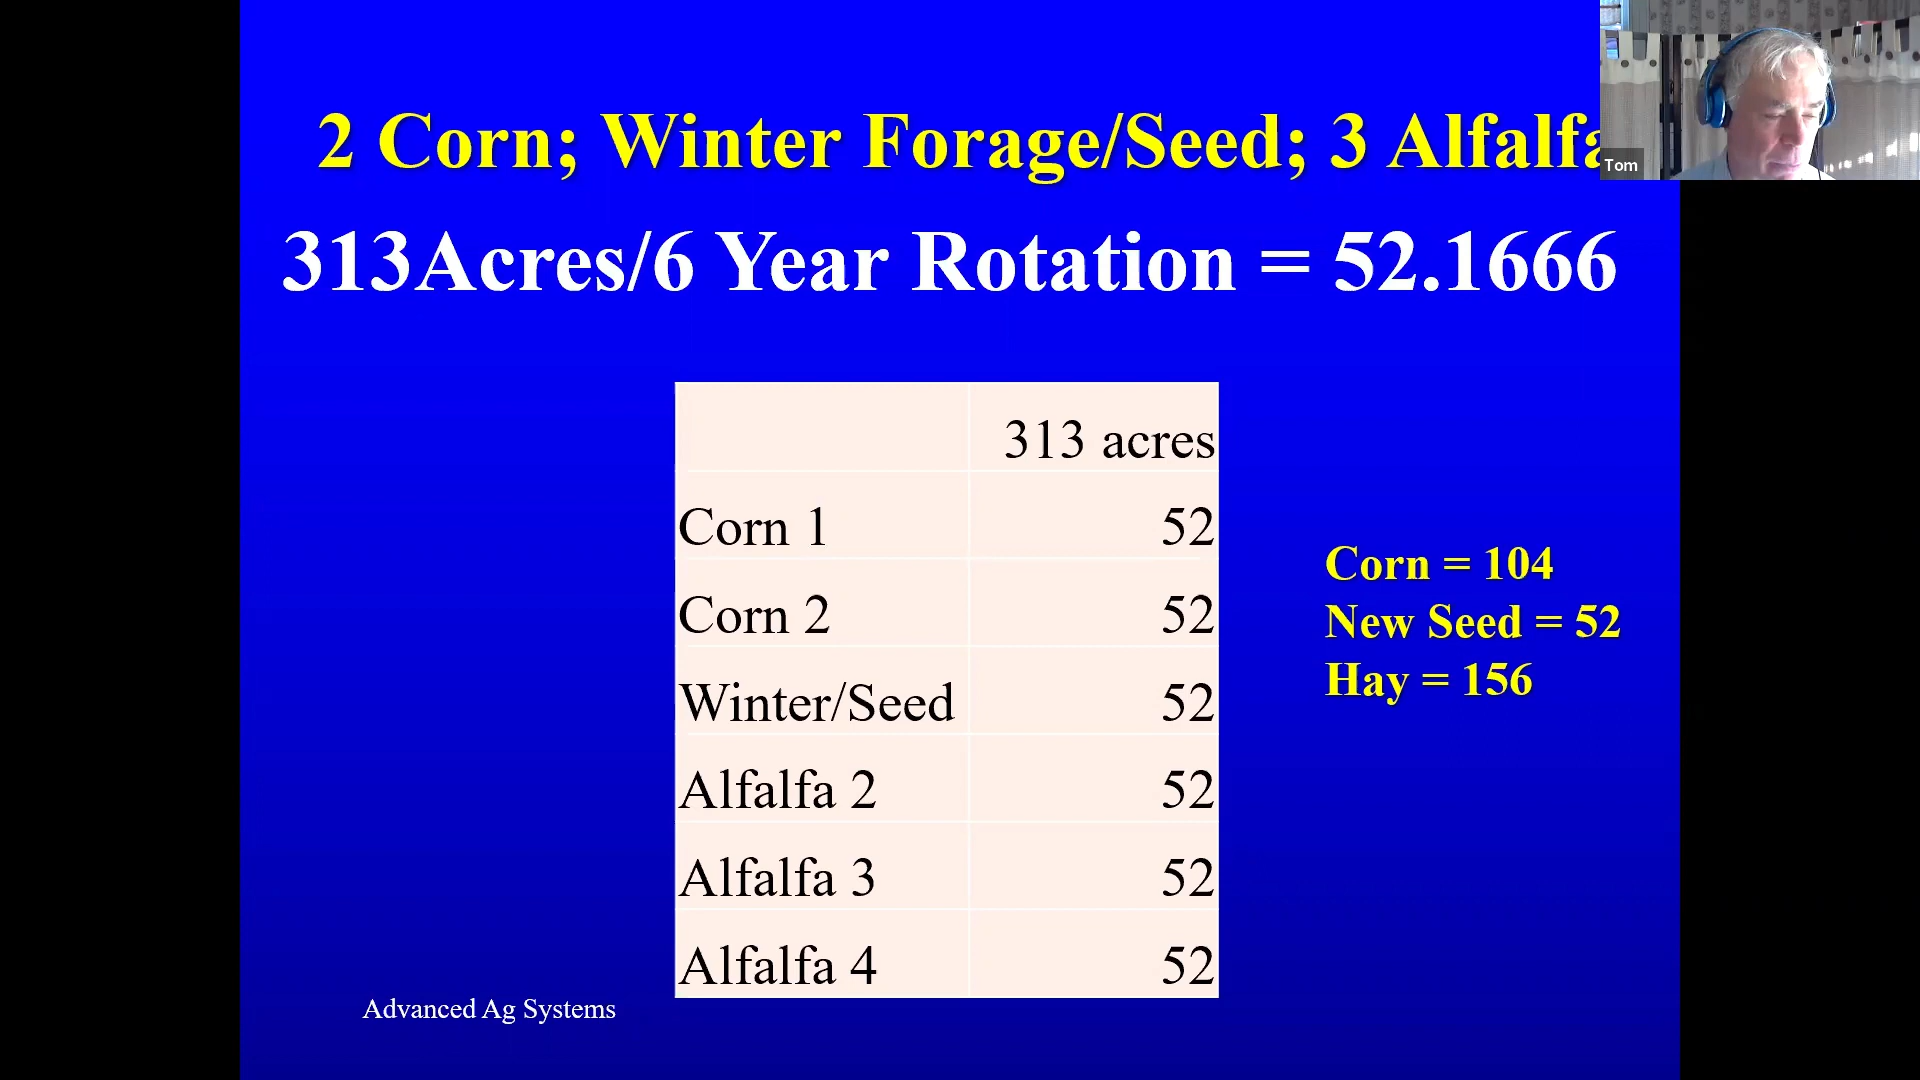 2 Corn; Winter Forage/Seed; 3 Alfalfa
Tom
313Acres/6 Year Rotation = 52.1666
313 acres
Corn 1 52
Corn 2 52
Winter/Seed 52
Alfalfa 2 52
Alfalfa 3 52
Alfalfa 4 52
Corn = 104
New Seed = 52
Hay = 156
Advanced Ag Systems